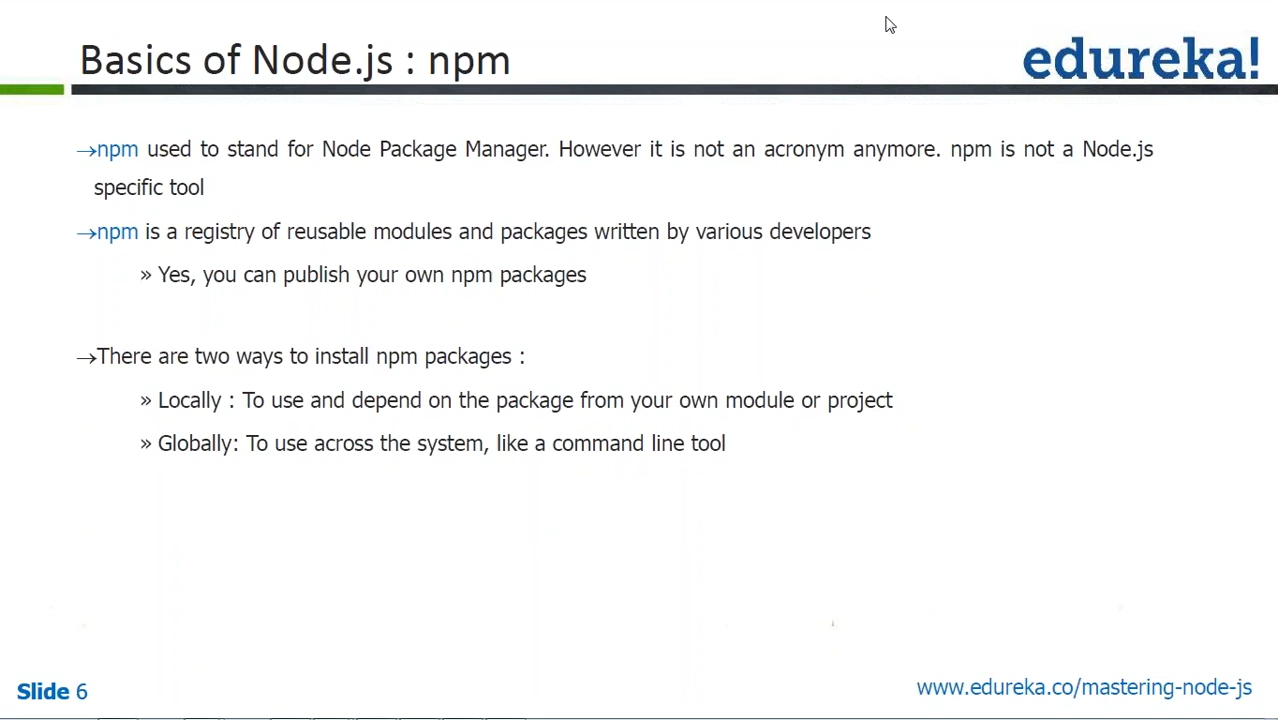 Basics of Node.js : npm
edureka!
→npm used to stand for Node Package Manager. However it is not an acronym anymore. npm is not a Node.js
specific tool
→npm is a registry of reusable modules and packages written by various developers
» Yes, you can publish your own npm packages
→There are two ways to install npm packages :
» Locally : To use and depend on the package from your own module or project
» Globally: To use across the system, like a command line tool
Slide 6
www.edureka.co/mastering-node-js